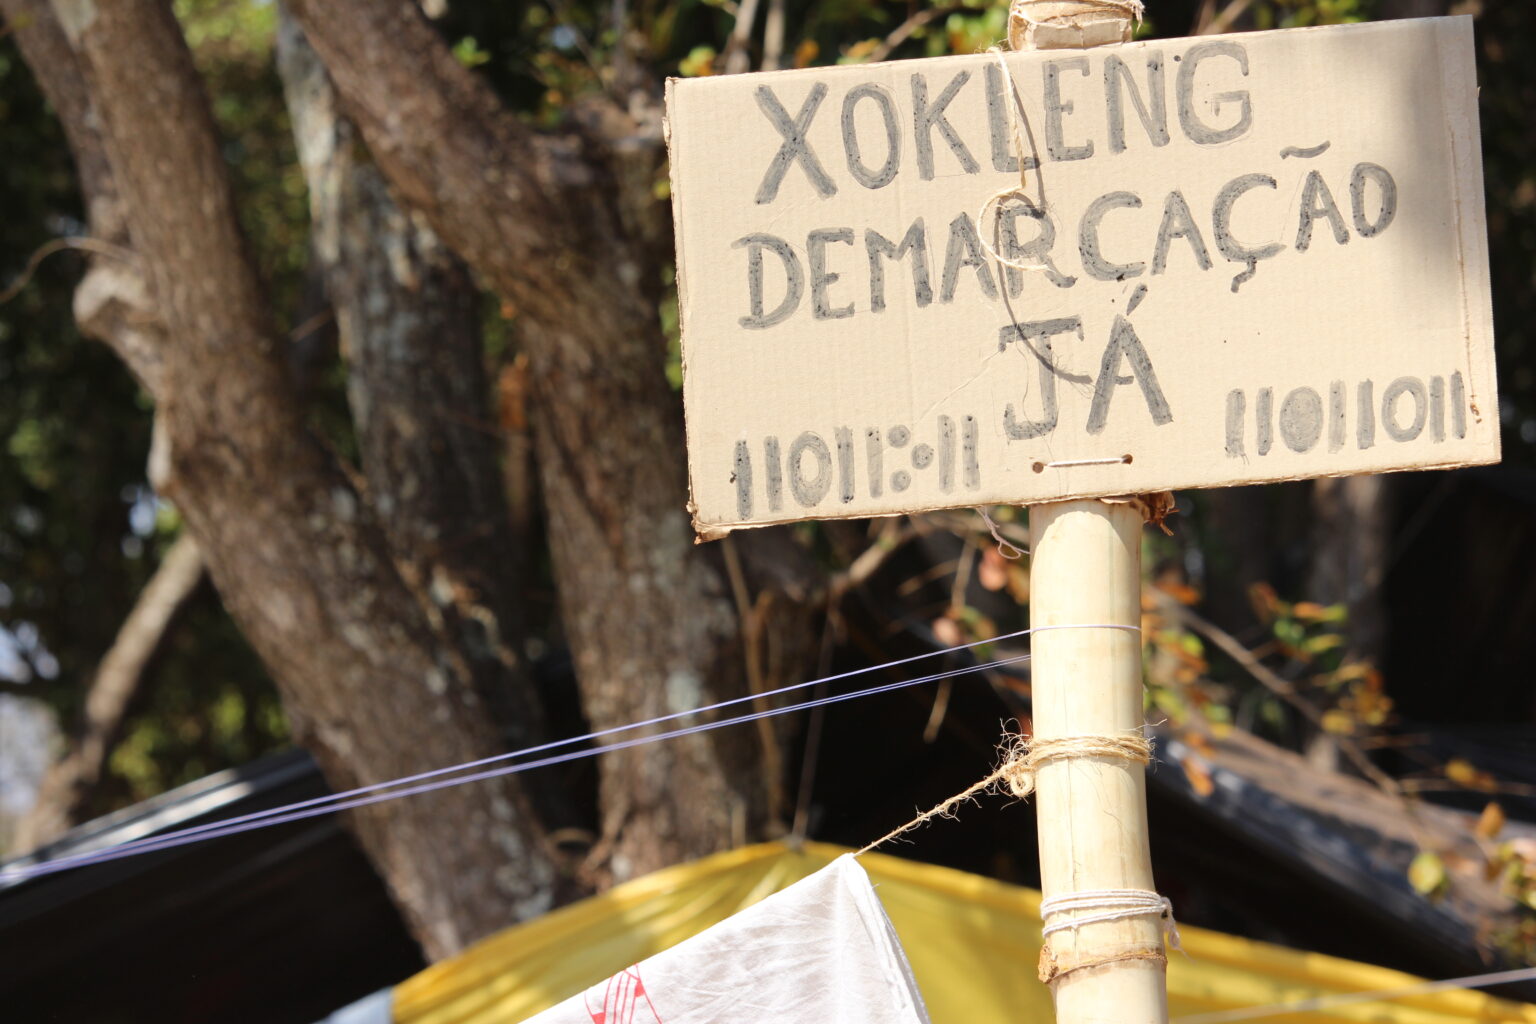 XOKLENG
DEMARCAÇÃO
JÁ